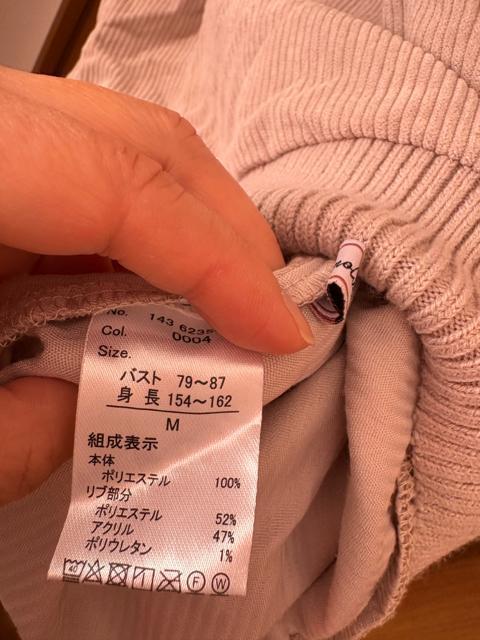 No. 143 6235
Col. 0004
Size.
バスト 79～87
身長 154～162
M
組成表示
本体
ポリエステル 100%
リブ部分
ポリエステル 52%
アクリル 47%
ポリウレタン 1%
40 F W